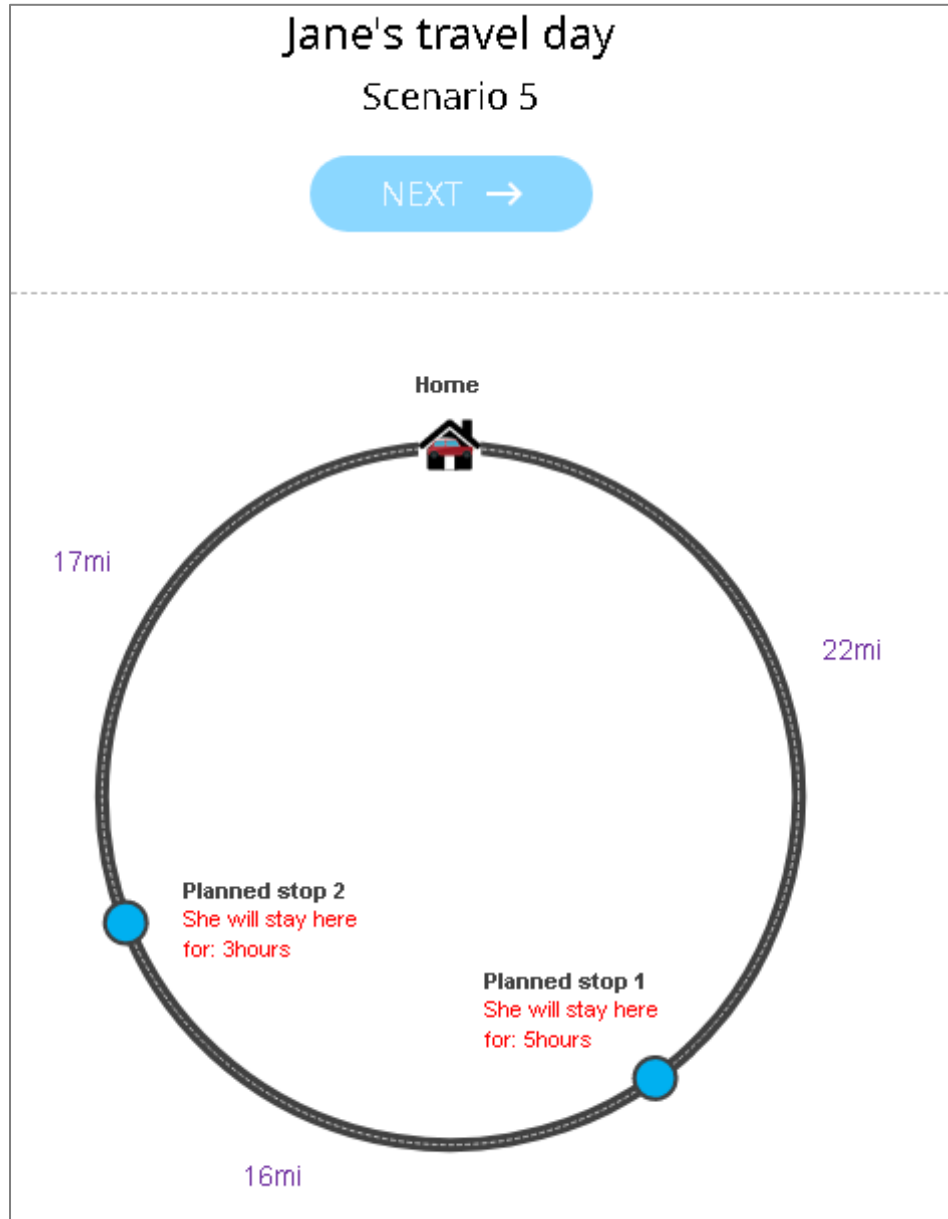 Jane's travel day
Scenario 5
NEXT →
Home
17mi
22mi
Planned stop 2
She will stay here
for: 3hours
Planned stop 1
She will stay here
for: 5hours
16mi